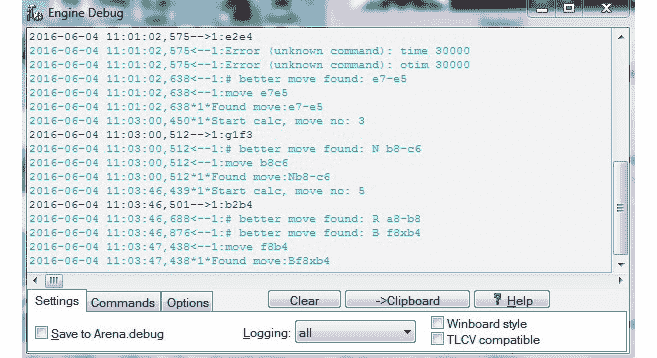 Engine Debug
2016-06-04 11:01:02,575-->1:e2e4
2016-06-04 11:01:02,575<--1:Error (unknown command): time 30000
2016-06-04 11:01:02,575<--1:Error (unknown command): otim 30000
2016-06-04 11:01:02,638<--1:# better move found: e7-e5
2016-06-04 11:01:02,638<--1:move e7e5
2016-06-04 11:01:02,638*1*Found move:e7-e5
2016-06-04 11:03:00,450*1*Start calc, move no: 3
2016-06-04 11:03:00,512-->1:g1f3
2016-06-04 11:03:00,512<--1:# better move found: N b8-c6
2016-06-04 11:03:00,512<--1:move b8c6
2016-06-04 11:03:00,512*1*Found move:Nb8-c6
2016-06-04 11:03:46,439*1*Start calc, move no: 5
2016-06-04 11:03:46,501-->1:b2b4
2016-06-04 11:03:46,688<--1:# better move found: R a8-b8
2016-06-04 11:03:46,876<--1:# better move found: B f8xb4
2016-06-04 11:03:47,438<--1:move f8b4
2016-06-04 11:03:47,438*1*Found move:Bf8xb4
Settings Commands Options Clear ->Clipboard ? Help
Save to Arena.debug Logging: all Winboard style
TLCV compatible